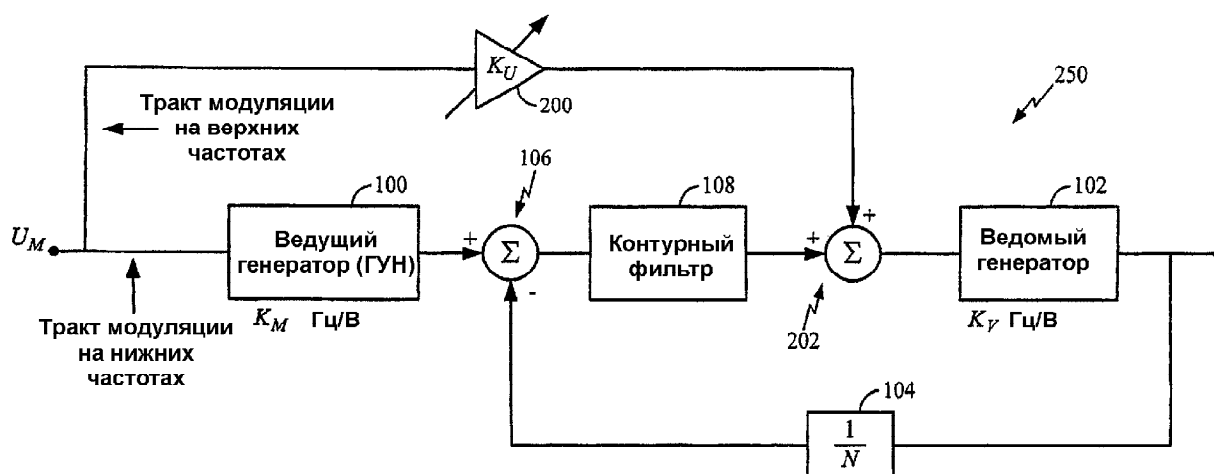 K_U
200
250
Тракт модуляции
на верхних
частотах
106
100
108
102
U_M
Ведущий
генератор (ГУН)
+
Σ
-
Контурный
фильтр
+
+
Σ
Ведомый
генератор
K_M Гц/В
K_V Гц/В
202
Тракт модуляции
на нижних
частотах
104
1
N